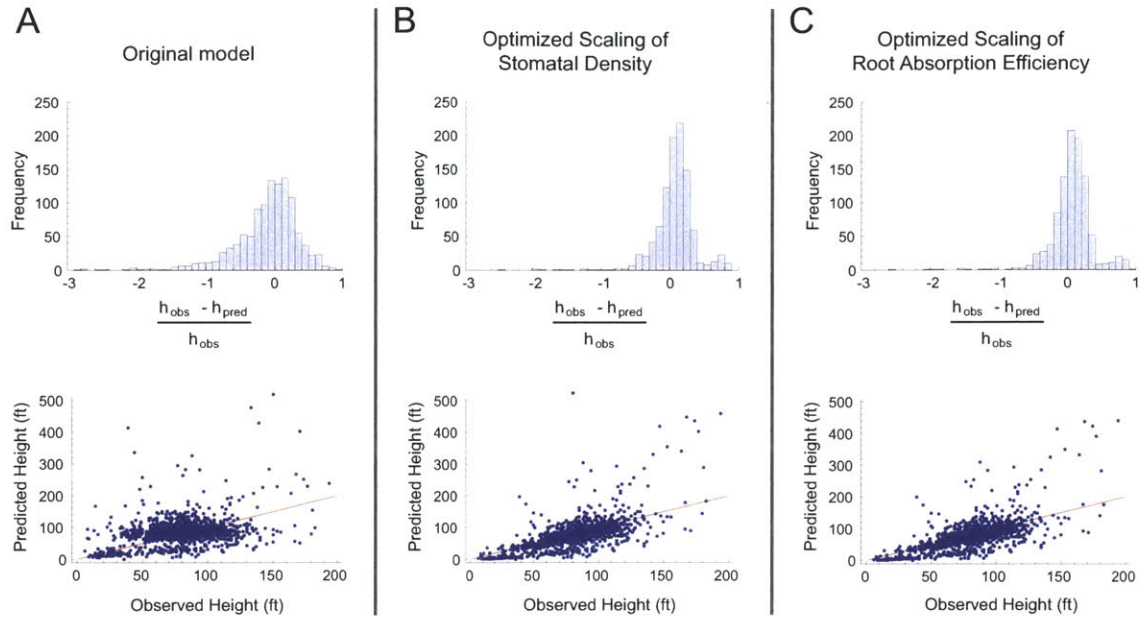 A
Original model
250
200
150
100
50
0
Frequency
-3
-2
-1
0
1
h_obs - h_pred
h_obs
500
400
300
200
100
0
Predicted Height (ft)
0
50
100
150
200
Observed Height (ft)
B
Optimized Scaling of
Stomatal Density
250
200
150
100
50
0
Frequency
-3
-2
-1
0
1
h_obs - h_pred
h_obs
500
400
300
200
100
0
Predicted Height (ft)
0
50
100
150
200
Observed Height (ft)
C
Optimized Scaling of
Root Absorption Efficiency
250
200
150
100
50
0
Frequency
-3
-2
-1
0
1
h_obs - h_pred
h_obs
500
400
300
200
100
0
Predicted Height (ft)
0
50
100
150
200
Observed Height (ft)